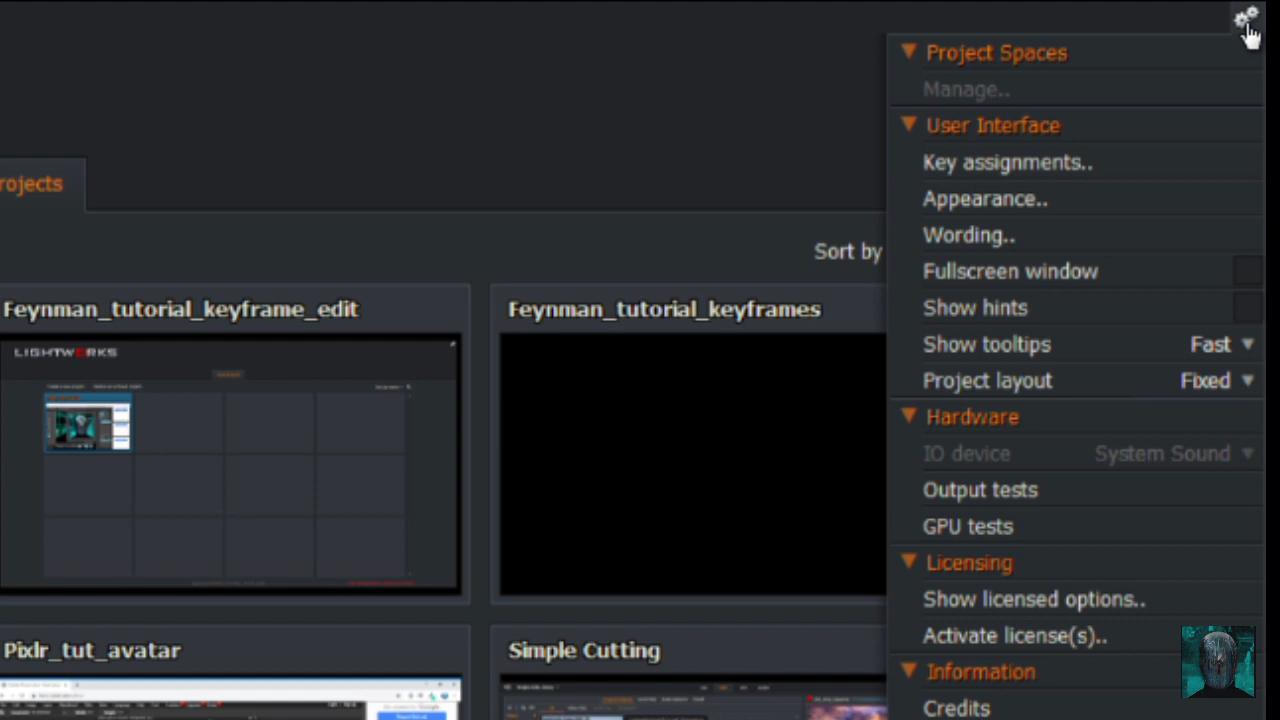 Project Spaces
Manage..
User Interface
Key assignments..
rojects
Appearance..
Wording..
Sort by
Fullscreen window
Feynman_tutorial_keyframe_edit
Feynman_tutorial_keyframes
Show hints
LIGHTWORKS
Show tooltips Fast
Project layout Fixed
Hardware
IO device System Sound
Output tests
GPU tests
Licensing
Show licensed options..
Activate license(s)..
Pixlr_tut_avatar
Simple Cutting
Information
Credits